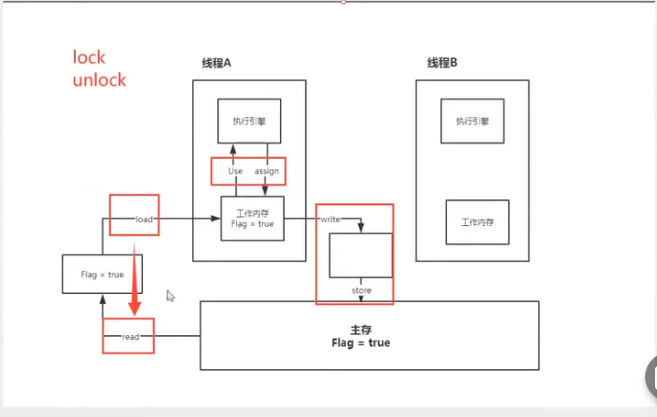 lock
unlock
线程A
线程B
执行引擎
执行引擎
Use
assign
load
工作内存
Flag = true
write
工作内存
Flag = true
store
read
主存
Flag = true